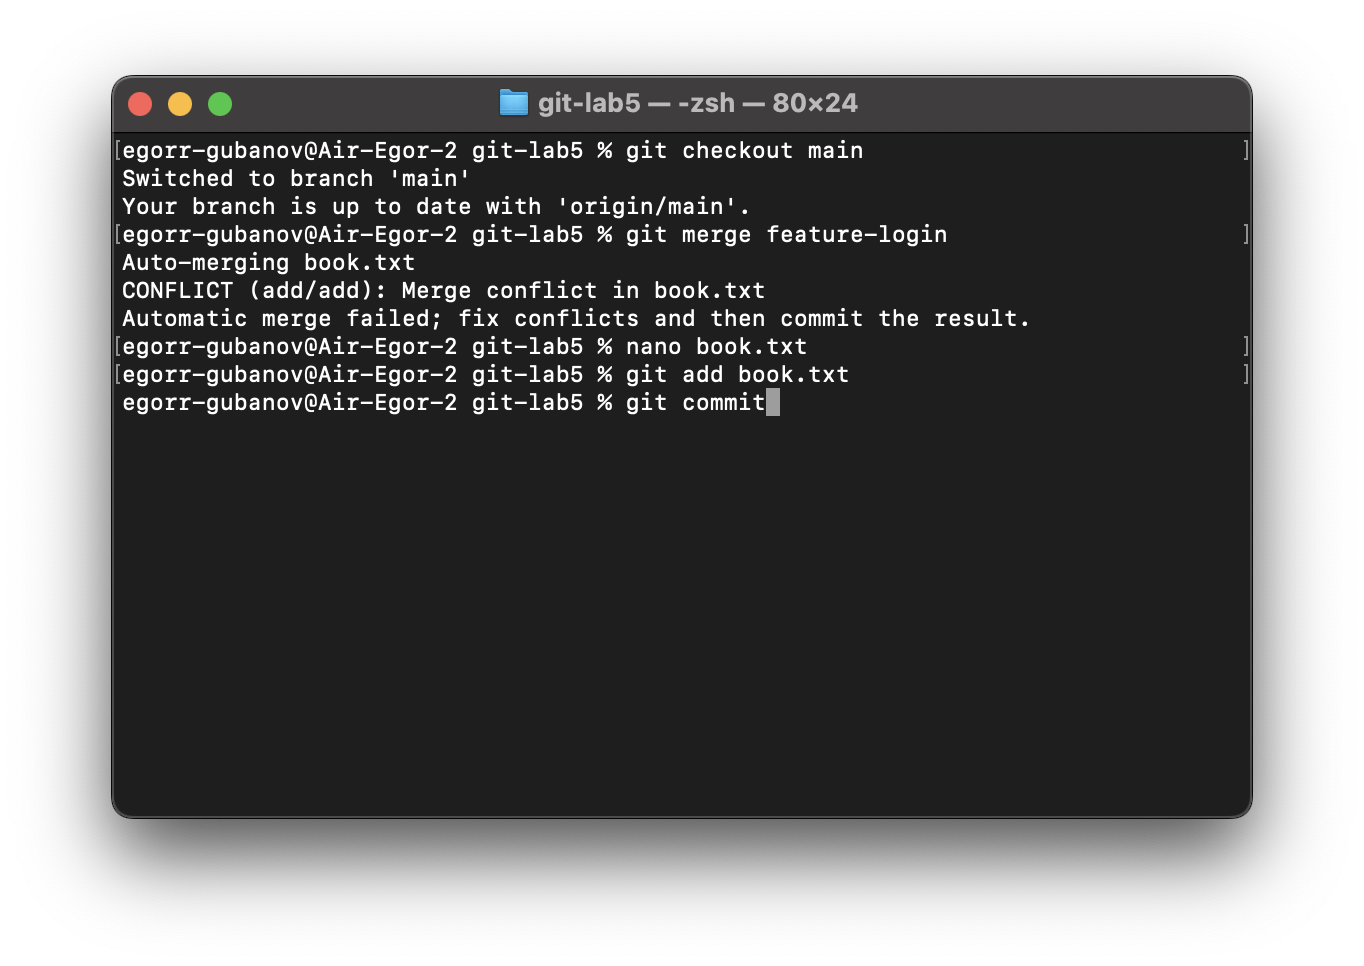 git-lab5 — -zsh — 80×24
[egorr-gubanov@Air-Egor-2 git-lab5 % git checkout main ]
Switched to branch 'main'
Your branch is up to date with 'origin/main'.
[egorr-gubanov@Air-Egor-2 git-lab5 % git merge feature-login ]
Auto-merging book.txt
CONFLICT (add/add): Merge conflict in book.txt
Automatic merge failed; fix conflicts and then commit the result.
[egorr-gubanov@Air-Egor-2 git-lab5 % nano book.txt ]
[egorr-gubanov@Air-Egor-2 git-lab5 % git add book.txt ]
egorr-gubanov@Air-Egor-2 git-lab5 % git commit